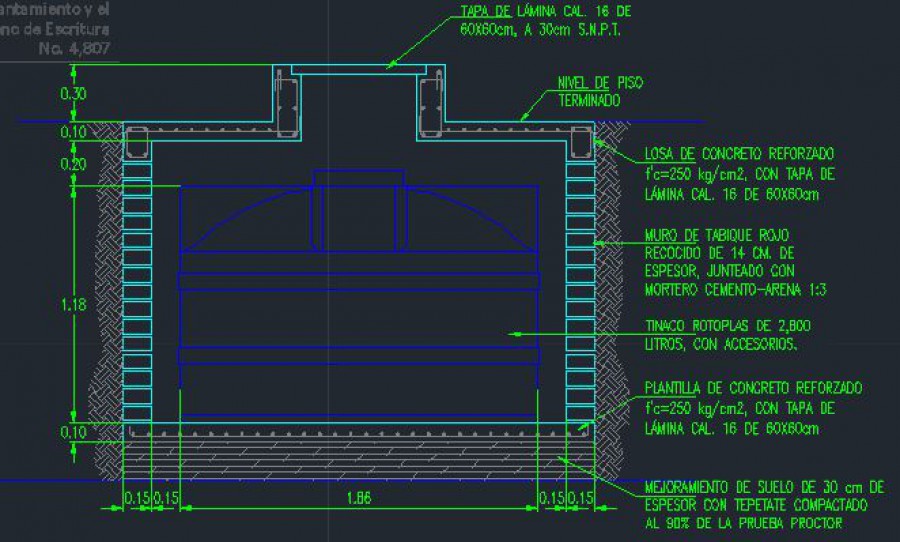 antamiento y el
no de Escritura
No. 4,807
TAPA DE LÁMINA CAL. 16 DE
60X60cm, A 30cm S.N.P.T.
NIVEL DE PISO
TERMINADO
LOSA DE CONCRETO REFORZADO
f'c=250 kg/cm2, CON TAPA DE
LÁMINA CAL. 16 DE 60X60cm
MURO DE TABIQUE ROJO
RECOCIDO DE 14 CM. DE
ESPESOR, JUNTEADO CON
MORTERO CEMENTO-ARENA 1:3
TINACO ROTOPLAS DE 2,800
LITROS, CON ACCESORIOS.
PLANTILLA DE CONCRETO REFORZADO
f'c=250 kg/cm2, CON TAPA DE
LÁMINA CAL. 16 DE 60X60cm
MEJORAMIENTO DE SUELO DE 30 cm DE
ESPESOR CON TEPETATE COMPACTADO
AL 90% DE LA PRUEBA PROCTOR
0.30
0.10
0.20
1.18
0.10
0.15 0.15 1.86 0.15 0.15